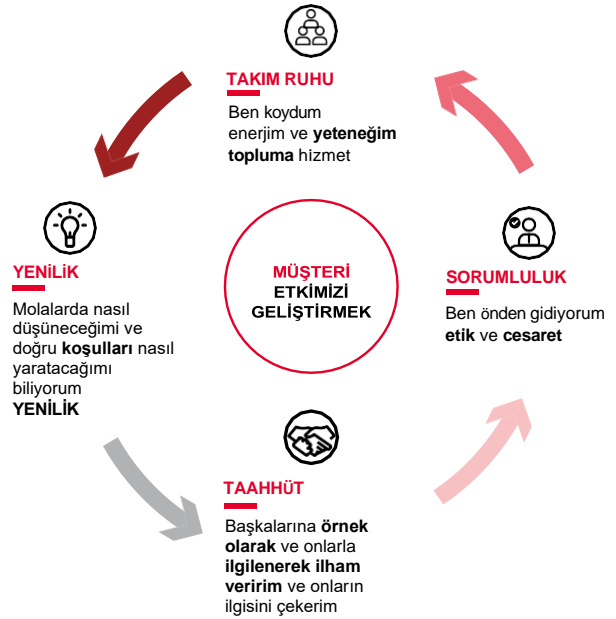 TAKIM RUHU
Ben koydum
enerjim ve yeteneğim
topluma hizmet
YENiLiK
Molalarda nasıl
düşüneceğimi ve
doğru koşulları nasıl
yaratacağımı
biliyorum
YENİLİK
MÜŞTERİ
ETKİMİZİ
GELİŞTİRMEK
SORUMLULUK
Ben önden gidiyorum
etik ve cesaret
TAAHHÜT
Başkalarına örnek
olarak ve onlarla
ilgilenerek ilham
veririm ve onların
ilgisini çekerim